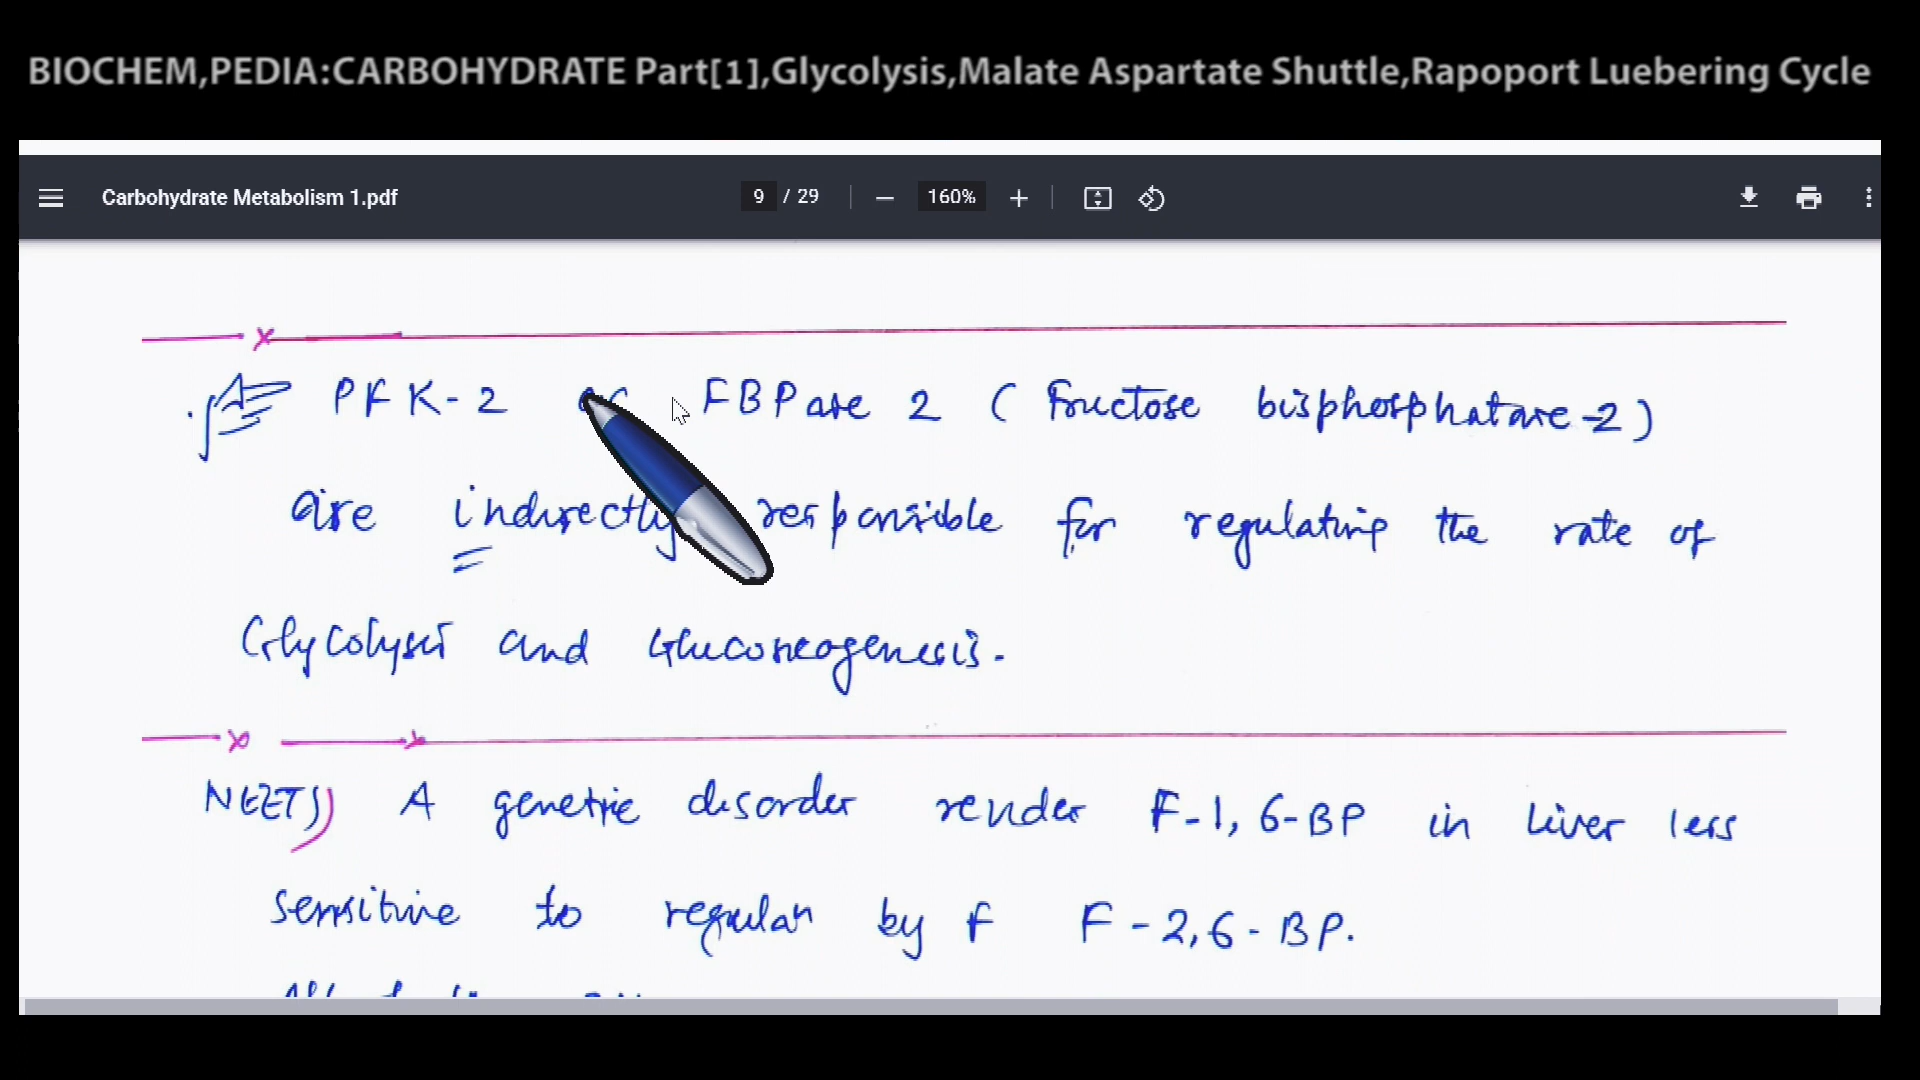 BIOCHEM,PEDIA:CARBOHYDRATE Part[1],Glycolysis,Malate Aspartate Shuttle,Rapoport Luebering Cycle
Carbohydrate Metabolism 1.pdf 9 / 29 — 160% +
PFK-2 FBPase 2 ( Fructose bisphosphatase-2)
are indirectly responsible for regulating the rate of
Glycolysis and Gluconeogenesis.
A genetic disorder render F-1, 6-BP in liver less
sensitive to by f F-2,6-BP.